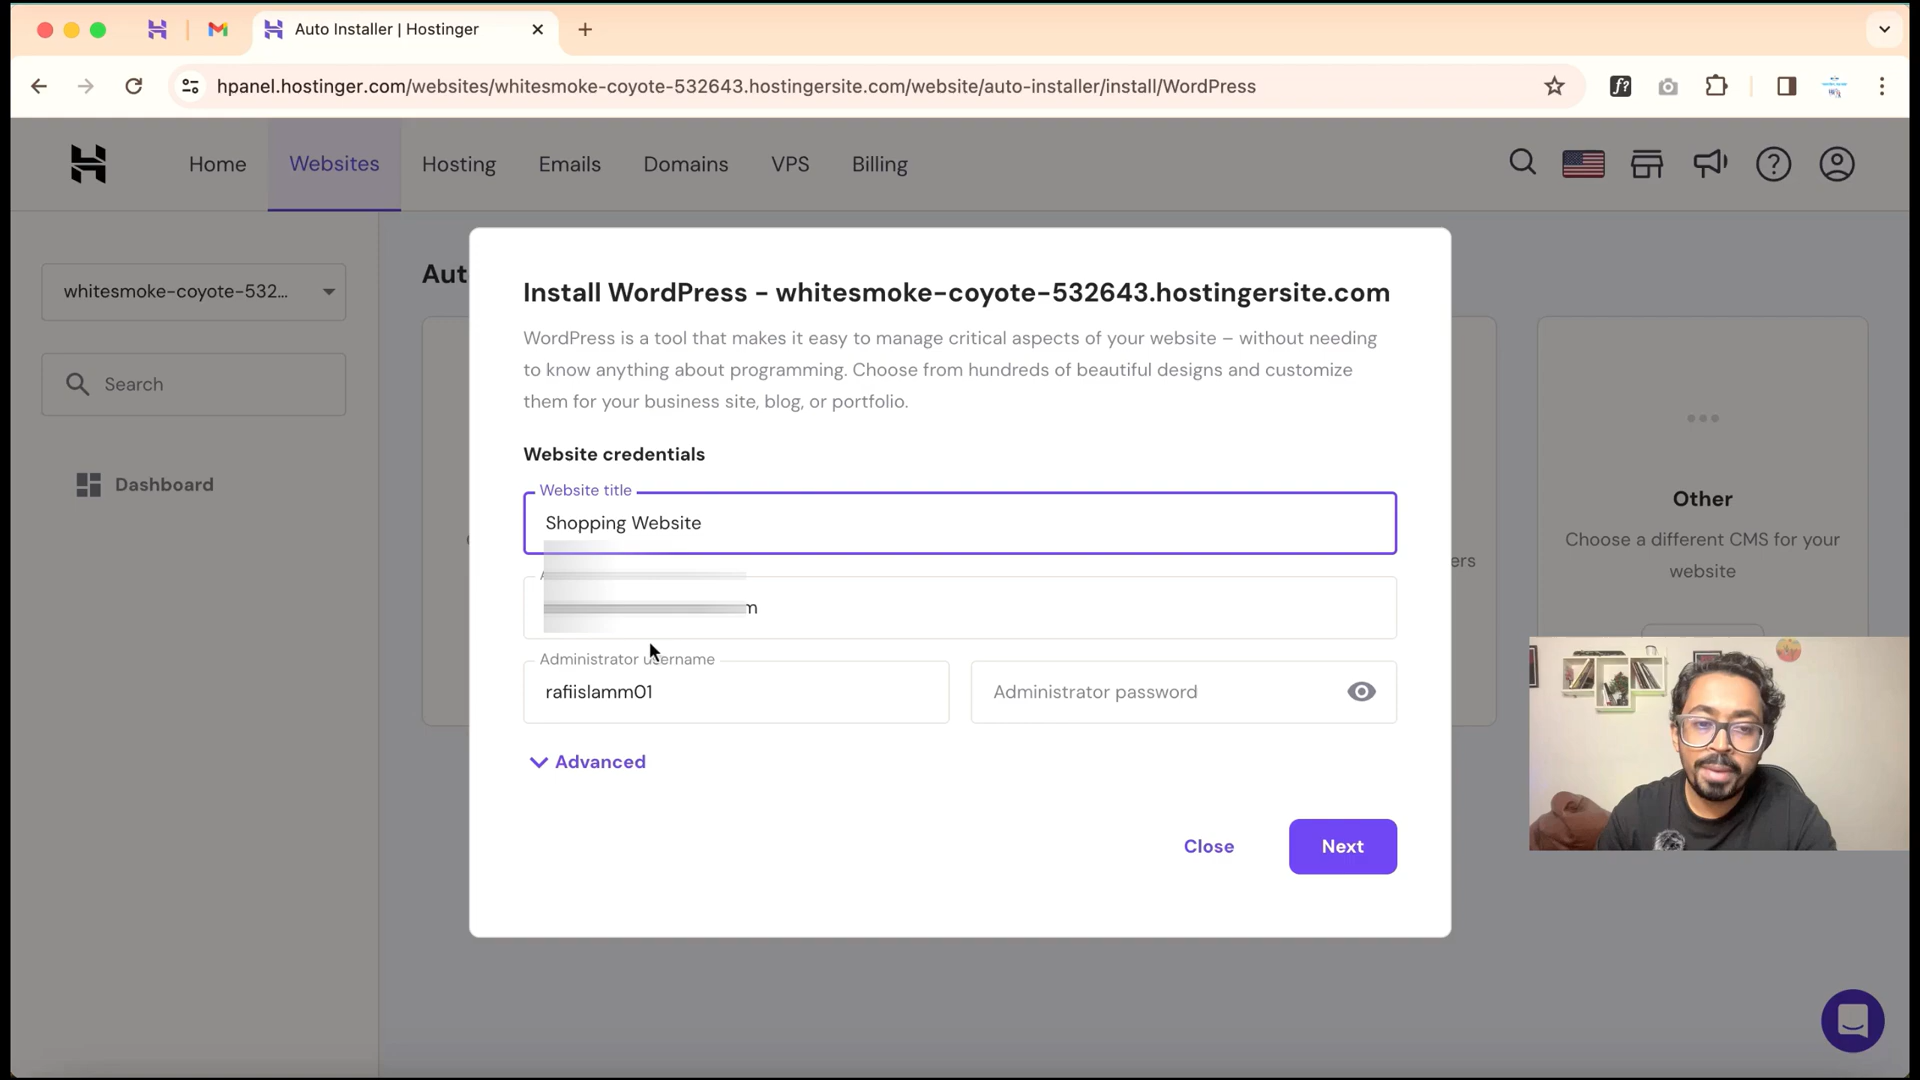 Auto Installer | Hostinger
hpanel.hostinger.com/websites/whitesmoke-coyote-532643.hostingersite.com/website/auto-installer/install/WordPress
Home
Websites
Hosting
Emails
Domains
VPS
Billing
whitesmoke-coyote-532...
Search
Dashboard
Aut
Install WordPress - whitesmoke-coyote-532643.hostingersite.com
WordPress is a tool that makes it easy to manage critical aspects of your website – without needing
to know anything about programming. Choose from hundreds of beautiful designs and customize
them for your business site, blog, or portfolio.
Website credentials
Website title
Shopping Website
m
Administrator username
rafiislamm01
Administrator password
Advanced
Close
Next
ers
Other
Choose a different CMS for your
website